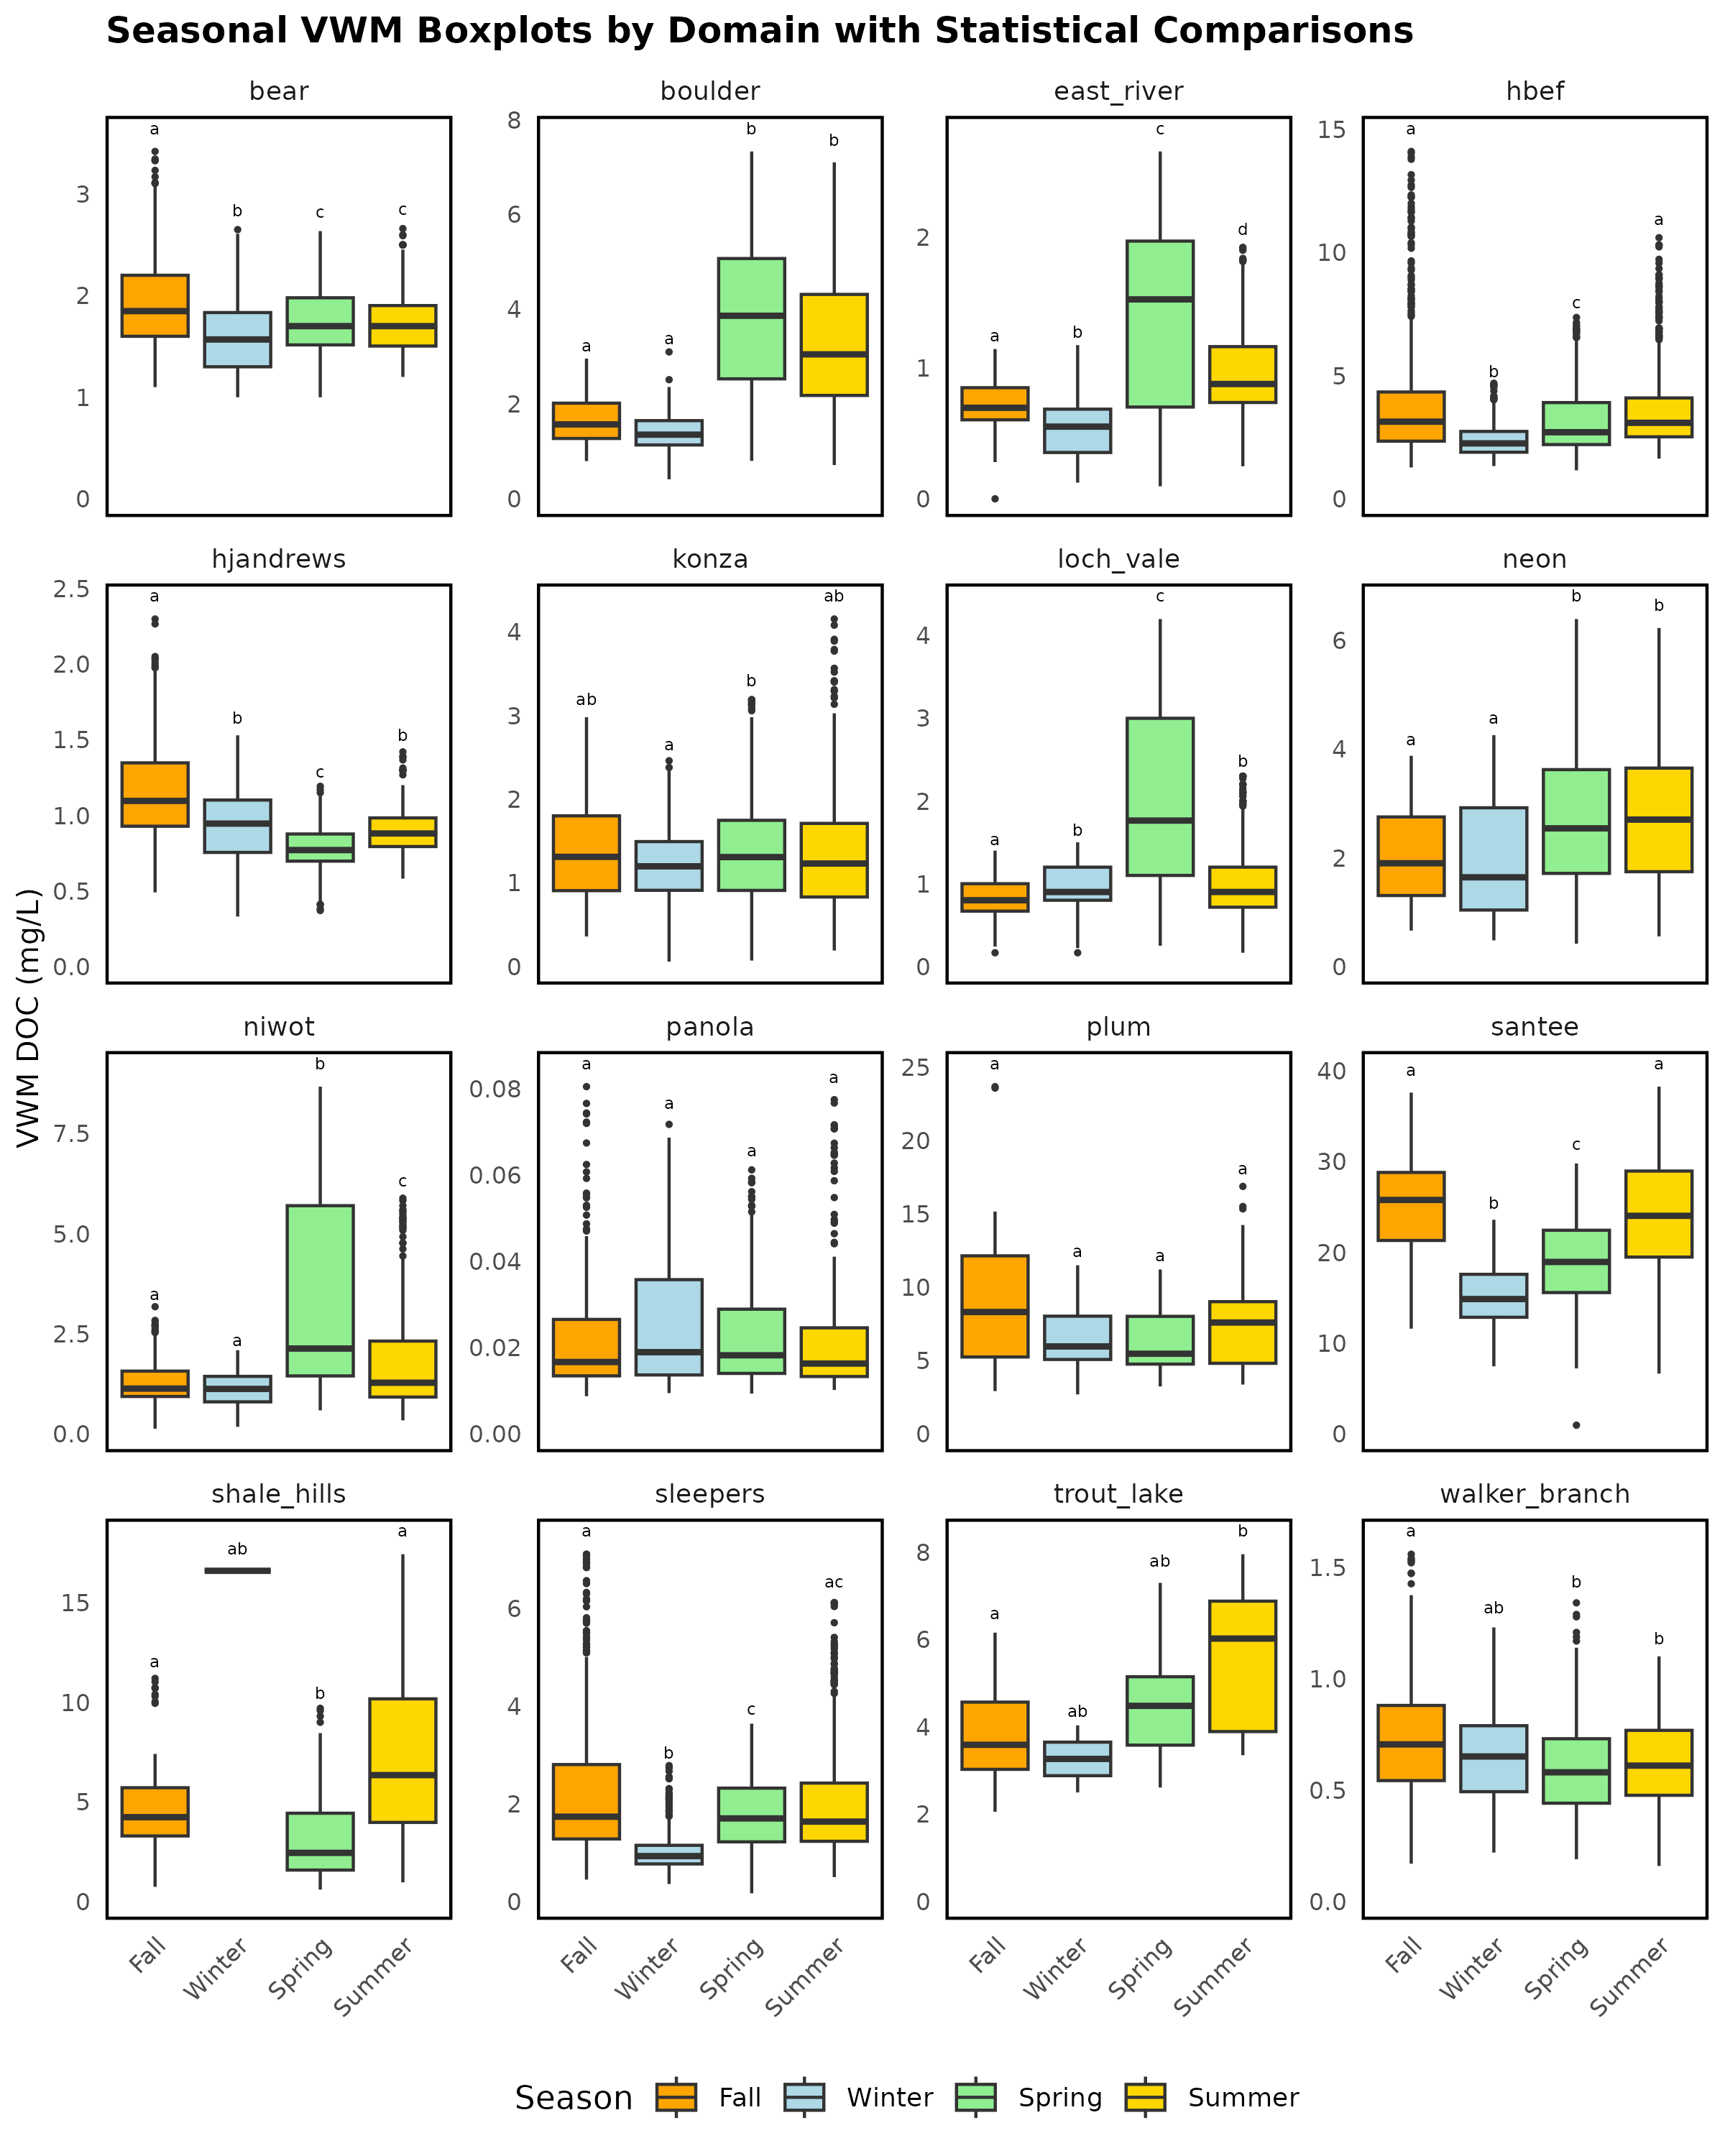 Seasonal VWM Boxplots by Domain with Statistical Comparisons
VWM DOC (mg/L)
bear
3
2
1
0
a
b
c
c
boulder
8
6
4
2
0
a
a
b
b
east_river
2
1
0
a
b
c
d
hbef
15
10
5
0
a
b
c
a
hjandrews
2.5
2.0
1.5
1.0
0.5
0.0
a
b
c
b
konza
4
3
2
1
0
ab
a
b
ab
loch_vale
4
3
2
1
0
a
b
c
b
neon
6
4
2
0
a
a
b
b
niwot
7.5
5.0
2.5
0.0
a
a
b
c
panola
0.08
0.06
0.04
0.02
0.00
a
a
a
a
plum
25
20
15
10
5
0
a
a
a
a
santee
40
30
20
10
0
a
b
c
a
shale_hills
15
10
5
0
a
ab
b
a
sleepers
6
4
2
0
a
b
c
ac
trout_lake
8
6
4
2
0
a
ab
ab
b
walker_branch
1.5
1.0
0.5
0.0
a
ab
b
b
Fall
Winter
Spring
Summer
Fall
Winter
Spring
Summer
Fall
Winter
Spring
Summer
Fall
Winter
Spring
Summer
Season Fall Winter Spring Summer